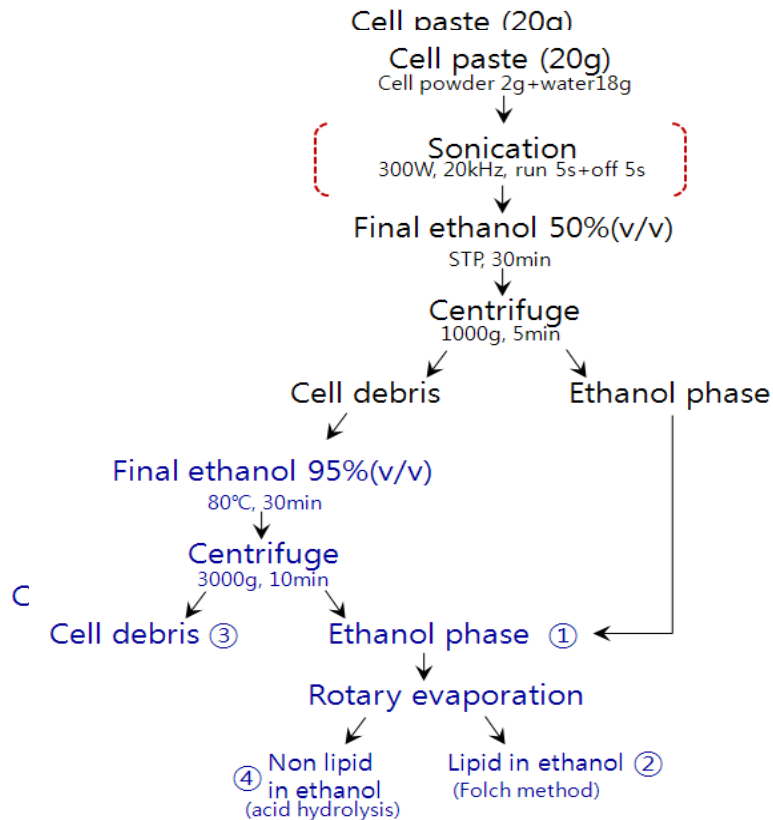 Cell paste (20g)
Cell paste (20g)
Cell powder 2g+water18g
Sonication
300W, 20kHz, run 5s+off 5s
Final ethanol 50%(v/v)
STP, 30min
Centrifuge
1000g, 5min
Cell debris
Ethanol phase
Final ethanol 95%(v/v)
80℃, 30min
Centrifuge
3000g, 10min
C
Cell debris ③
Ethanol phase ①
Rotary evaporation
④ Non lipid
in ethanol
(acid hydrolysis)
Lipid in ethanol ②
(Folch method)